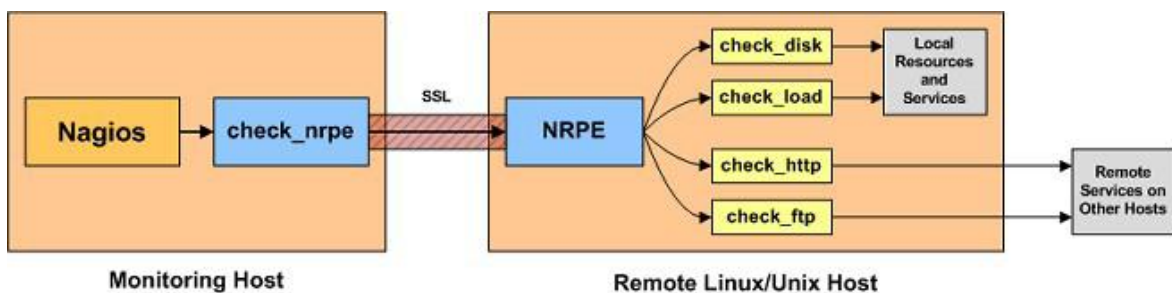 Nagios
check_nrpe
SSL
NRPE
check_disk
check_load
check_http
check_ftp
Local
Resources
and
Services
Remote
Services on
Other Hosts
Monitoring Host
Remote Linux/Unix Host